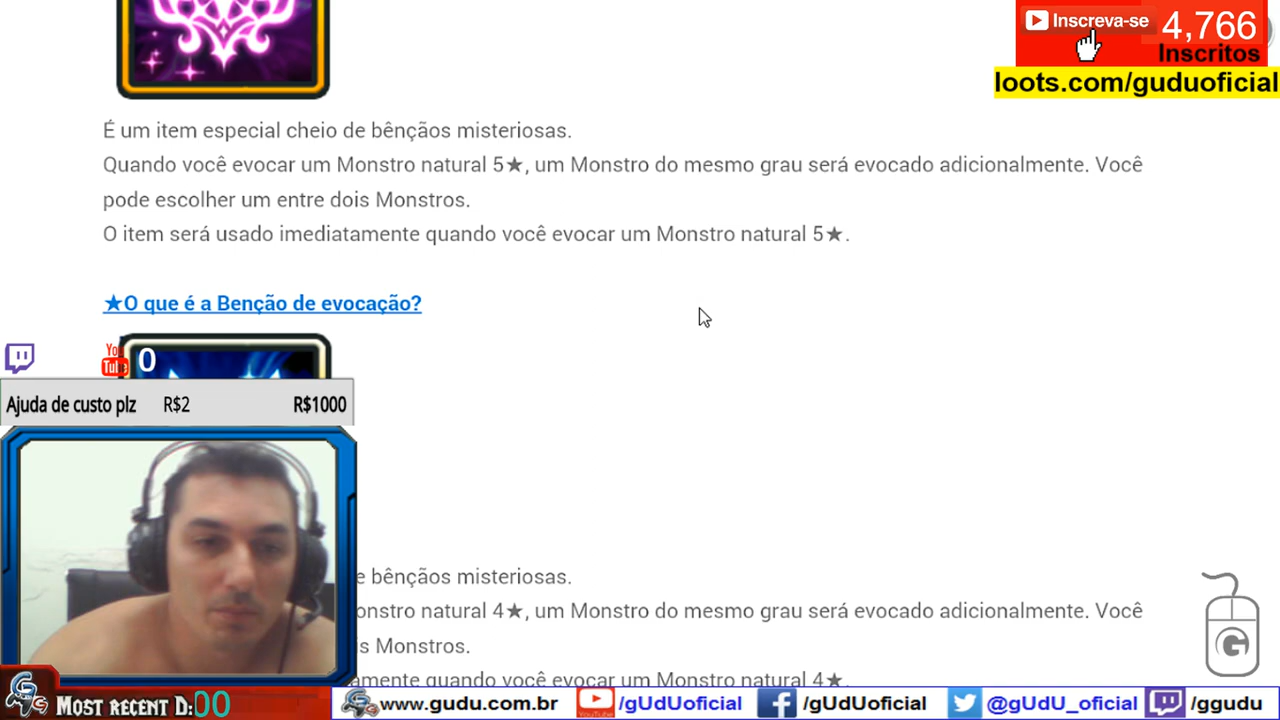 Inscreva-se
4,766
Inscritos
loots.com/guduoficial
É um item especial cheio de bênçãos misteriosas.
Quando você evocar um Monstro natural 5★, um Monstro do mesmo grau será evocado adicionalmente. Você
pode escolher um entre dois Monstros.
O item será usado imediatamente quando você evocar um Monstro natural 5★.
★O que é a Benção de evocação?
You Tube 0
Ajuda de custo plz R$2 R$1000
e bênçãos misteriosas.
onstro natural 4★, um Monstro do mesmo grau será evocado adicionalmente. Você
is Monstros.
amente quando você evocar um Monstro natural 4★.
G
MOST RECENT D: 00
www.gudu.com.br YouTube /gUdUoficial /gUdUoficial @gUdU_oficial /ggudu